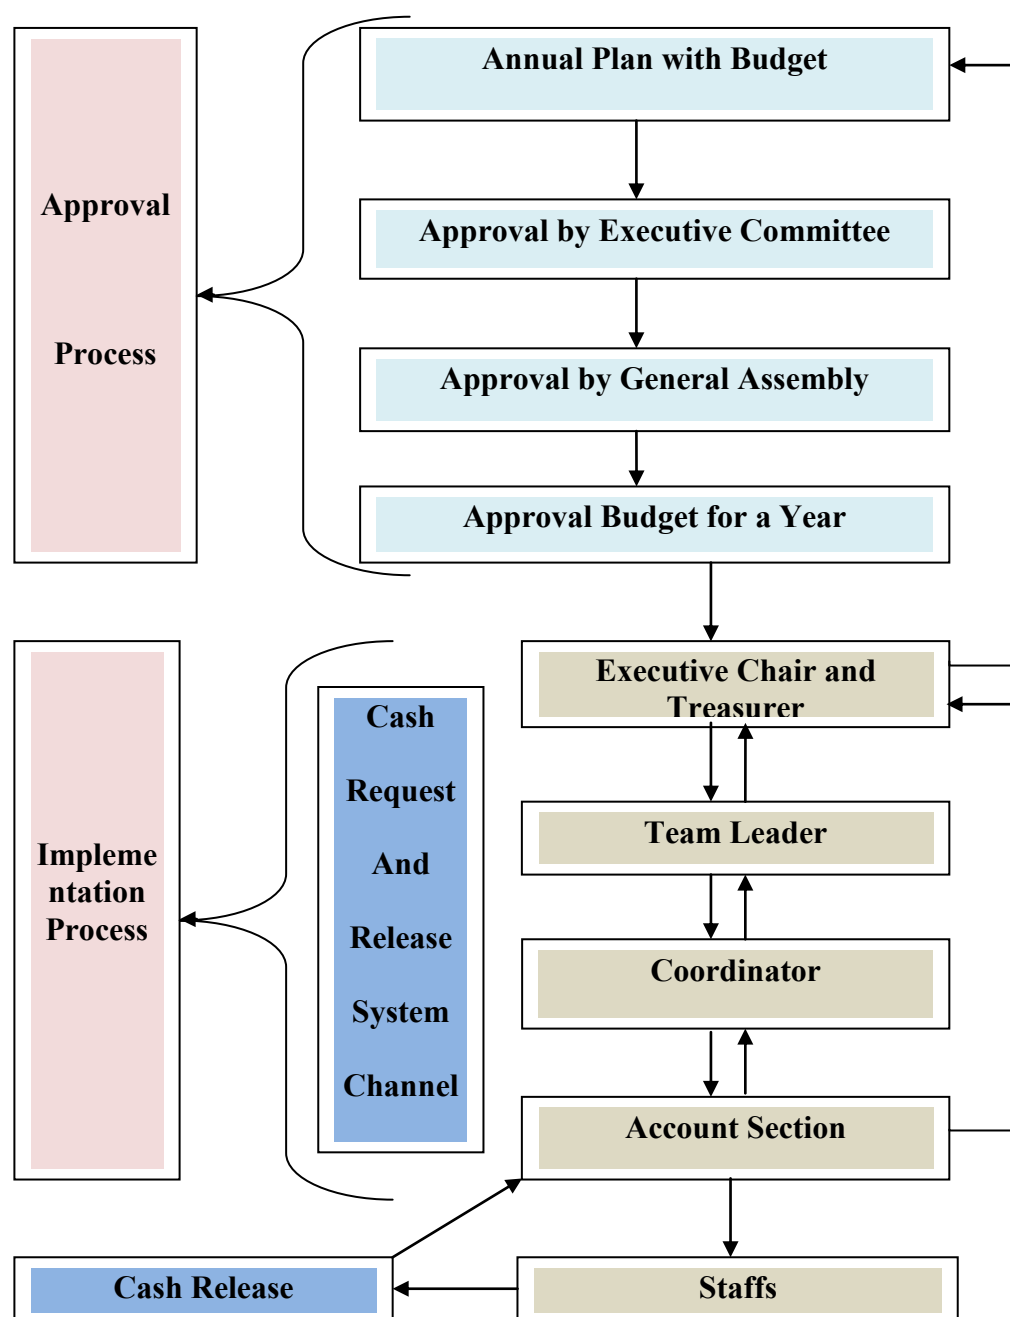 Annual Plan with Budget
Approval
Process
Approval by Executive Committee
Approval by General Assembly
Approval Budget for a Year
Executive Chair and
Treasurer
Cash
Request
And
Release
System
Channel
Impleme
ntation
Process
Team Leader
Coordinator
Account Section
Cash Release
Staffs